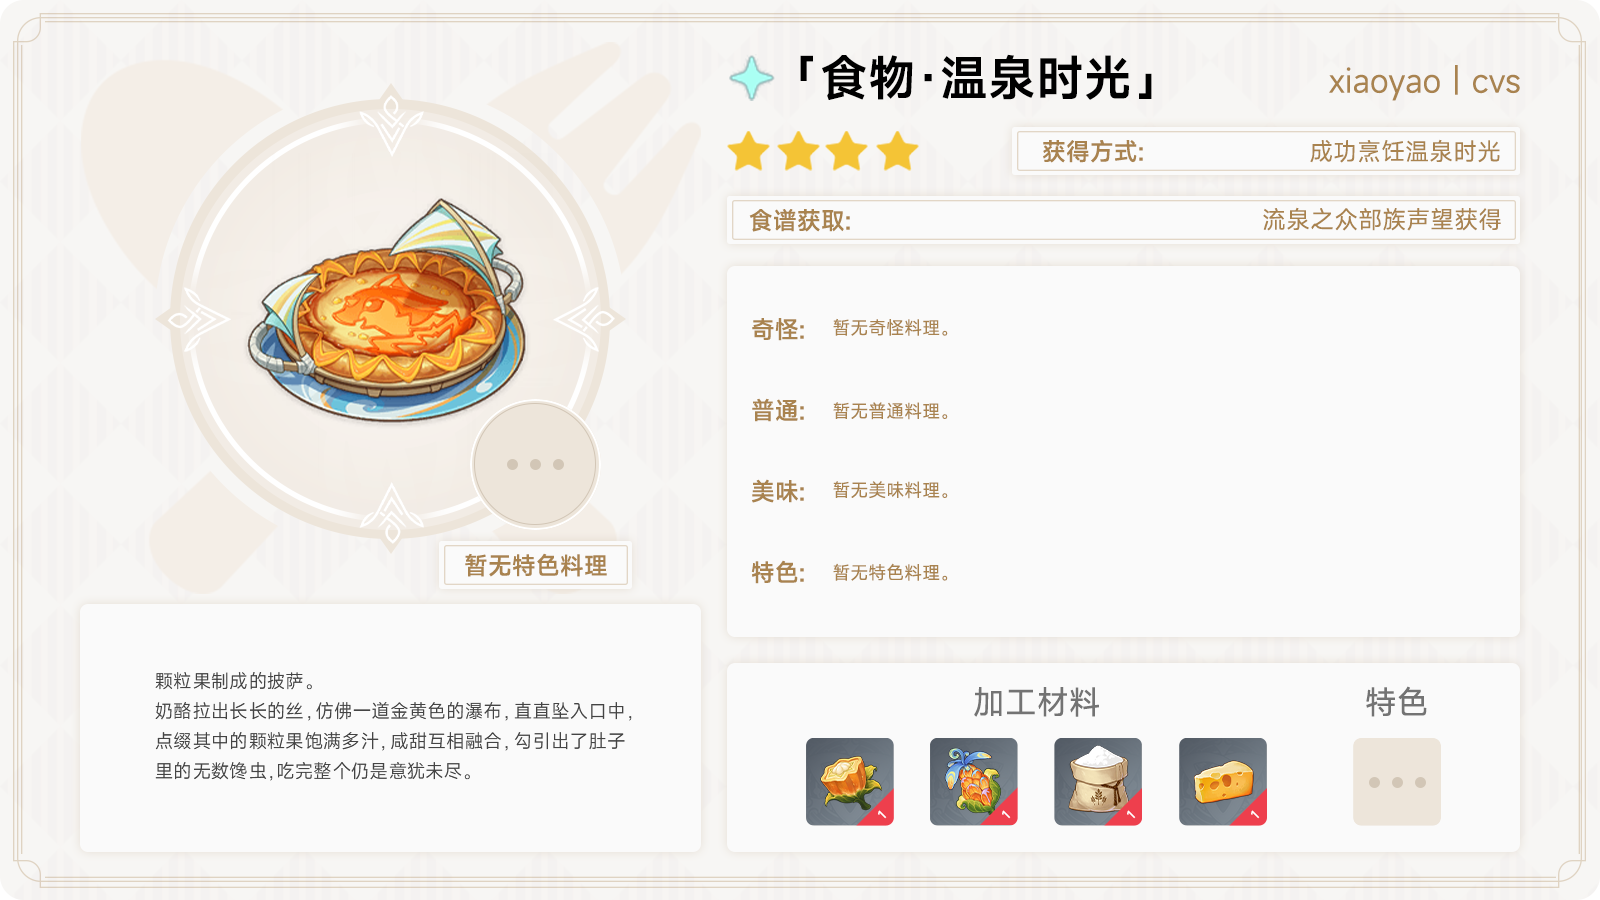 「食物·温泉时光」
xiaoyao | cvs
获得方式: 成功烹饪温泉时光
食谱获取: 流泉之众部族声望获得
奇怪: 暂无奇怪料理。
普通: 暂无普通料理。
美味: 暂无美味料理。
特色: 暂无特色料理。
暂无特色料理
颗粒果制成的披萨。
奶酪拉出长长的丝,仿佛一道金黄色的瀑布,直直坠入口中,
点缀其中的颗粒果饱满多汁,咸甜互相融合,勾引出了肚子
里的无数馋虫,吃完整个仍是意犹未尽。
加工材料 特色
1 1 1 1